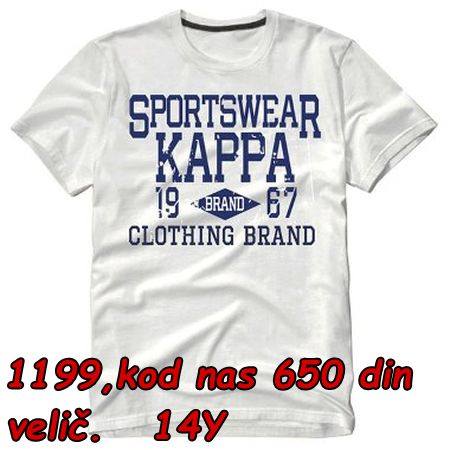 SPORTSWEAR
KAPPA
19 BRAND 67
CLOTHING BRAND
1199,kod nas 650 din
velič. 14Y